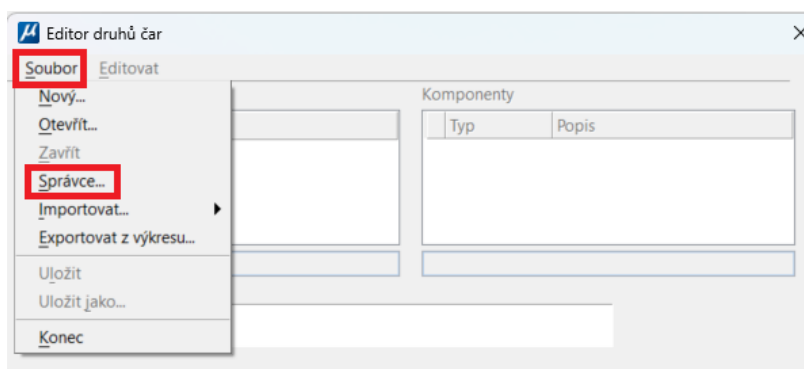 Editor druhů čar
Soubor Editovat
Nový...
Otevřít...
Zavřít
Správce...
Importovat...
Exportovat z výkresu...
Uložit
Uložit jako...
Konec
Komponenty
Typ Popis